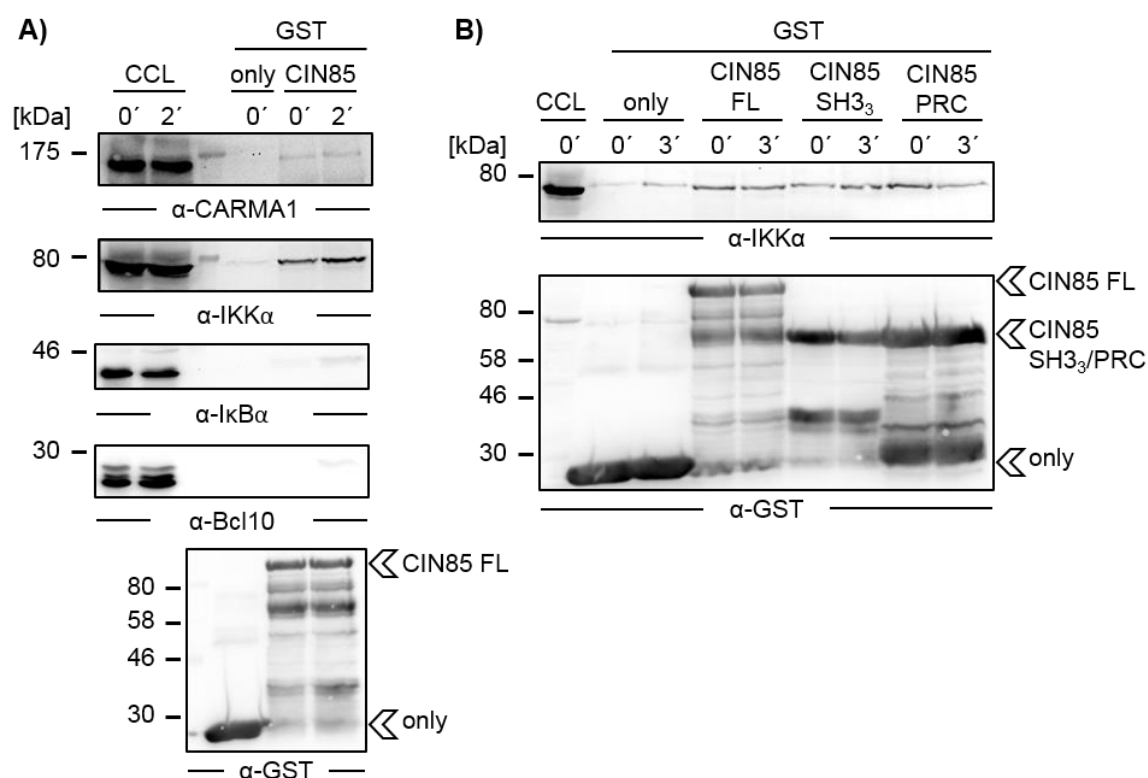 A)
GST
CCL only CIN85
[kDa] 0´ 2´ 0´ 0´ 2´
175
α-CARMA1
80
α-IKKα
46
α-IκBα
30
α-Bcl10
CIN85 FL
80
58
46
30
only
α-GST
B)
GST
CIN85 CIN85 CIN85
CCL only FL SH3₃ PRC
[kDa] 0´ 0´ 3´ 0´ 3´ 0´ 3´ 0´ 3´
80
α-IKKα
CIN85 FL
80
CIN85
SH3₃/PRC
58
46
30
only
α-GST